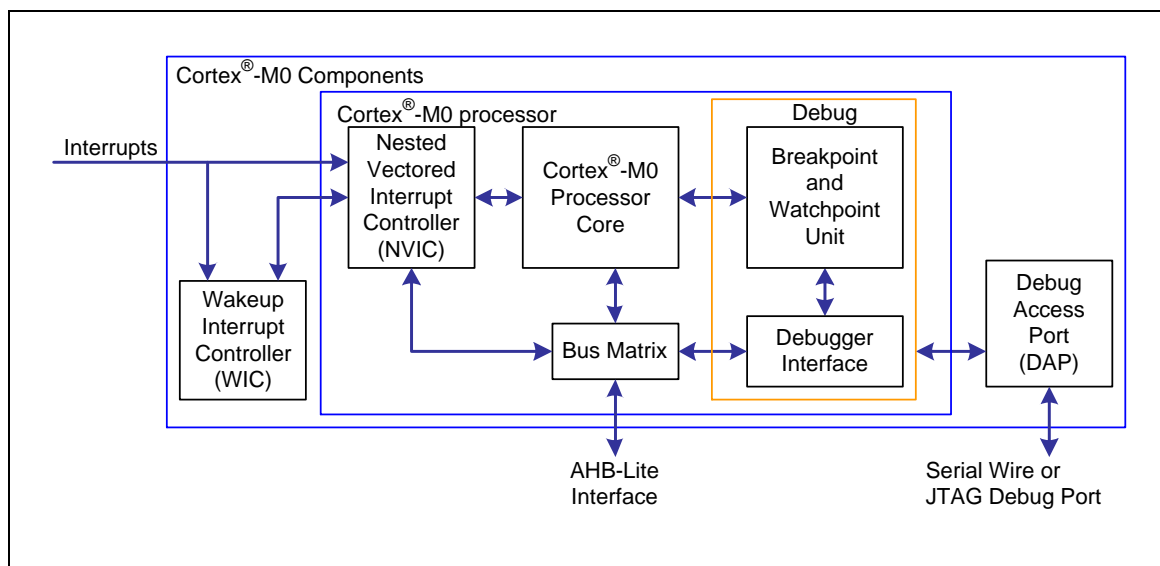 Cortex®-M0 Components
Cortex®-M0 processor
Debug
Interrupts
Nested
Vectored
Interrupt
Controller
(NVIC)
Cortex®-M0
Processor
Core
Breakpoint
and
Watchpoint
Unit
Wakeup
Interrupt
Controller
(WIC)
Bus Matrix
Debugger
Interface
Debug
Access
Port
(DAP)
AHB-Lite
Interface
Serial Wire or
JTAG Debug Port